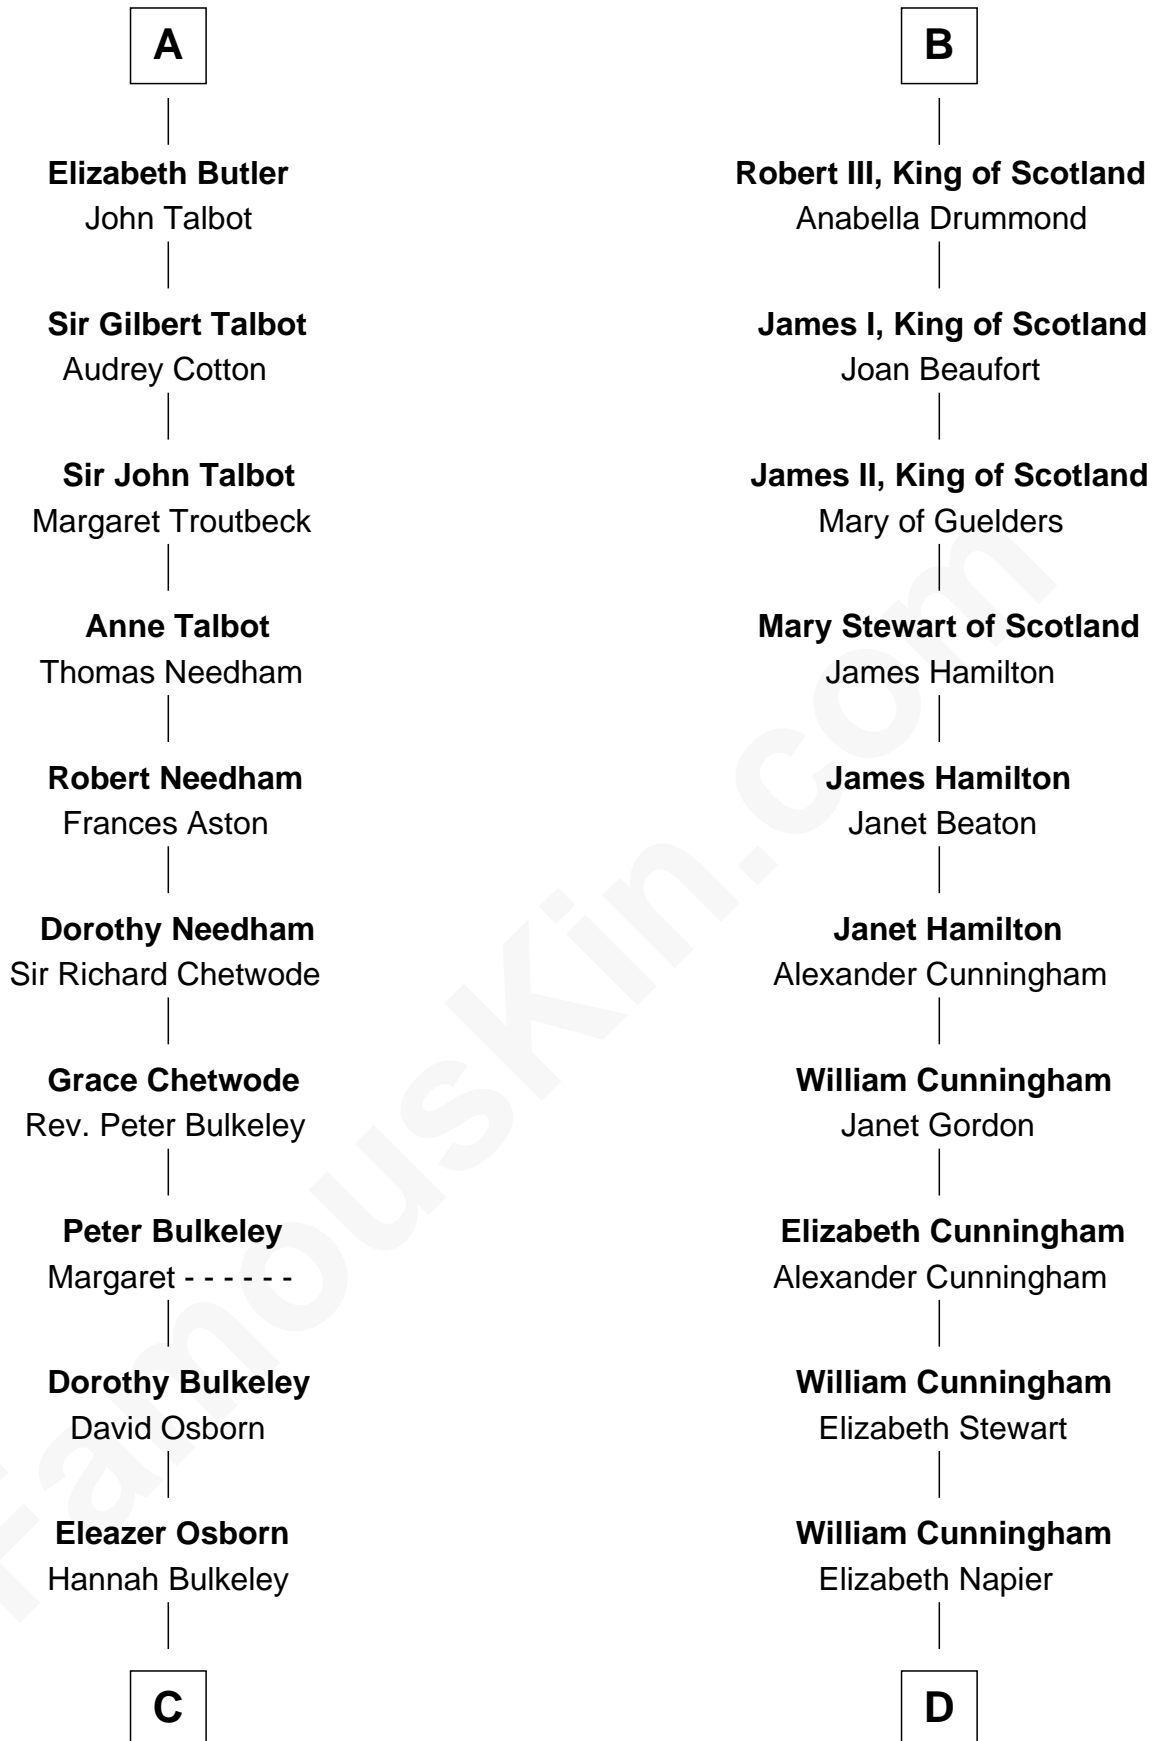 A
Elizabeth Butler
John Talbot
Sir Gilbert Talbot
Audrey Cotton
Sir John Talbot
Margaret Troutbeck
Anne Talbot
Thomas Needham
Robert Needham
Frances Aston
Dorothy Needham
Sir Richard Chetwode
Grace Chetwode
Rev. Peter Bulkeley
Peter Bulkeley
Margaret - - - - - -
Dorothy Bulkeley
David Osborn
Eleazer Osborn
Hannah Bulkeley
C
B
Robert III, King of Scotland
Anabella Drummond
James I, King of Scotland
Joan Beaufort
James II, King of Scotland
Mary of Guelders
Mary Stewart of Scotland
James Hamilton
James Hamilton
Janet Beaton
Janet Hamilton
Alexander Cunningham
William Cunningham
Janet Gordon
Elizabeth Cunningham
Alexander Cunningham
William Cunningham
Elizabeth Stewart
William Cunningham
Elizabeth Napier
D
FamousKin.com